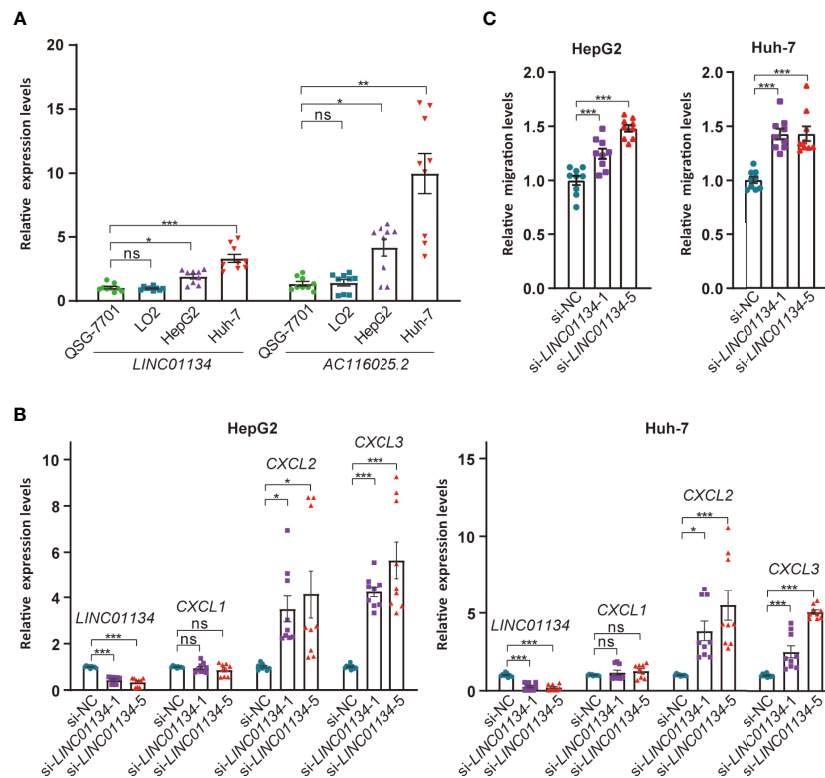 A
Relative expression levels
20
15
10
5
0
ns
*
***
ns
*
**
QSG-7701
LO2
HepG2
Huh-7
QSG-7701
LO2
HepG2
Huh-7
LINC01134
AC116025.2
C
HepG2
Relative migration levels
2.0
1.5
1.0
0.5
0.0
***
***
si-NC
si-LINC01134-1
si-LINC01134-5
Huh-7
Relative migration levels
2.0
1.5
1.0
0.5
0.0
***
***
si-NC
si-LINC01134-1
si-LINC01134-5
B
HepG2
Relative expression levels
10
8
6
4
2
0
LINC01134
***
***
CXCL1
ns
ns
CXCL2
*
*
CXCL3
***
***
si-NC
si-LINC01134-1
si-LINC01134-5
si-NC
si-LINC01134-1
si-LINC01134-5
si-NC
si-LINC01134-1
si-LINC01134-5
si-NC
si-LINC01134-1
si-LINC01134-5
Huh-7
Relative expression levels
15
10
5
0
LINC01134
***
***
CXCL1
ns
ns
CXCL2
***
*
CXCL3
***
***
si-NC
si-LINC01134-1
si-LINC01134-5
si-NC
si-LINC01134-1
si-LINC01134-5
si-NC
si-LINC01134-1
si-LINC01134-5
si-NC
si-LINC01134-1
si-LINC01134-5